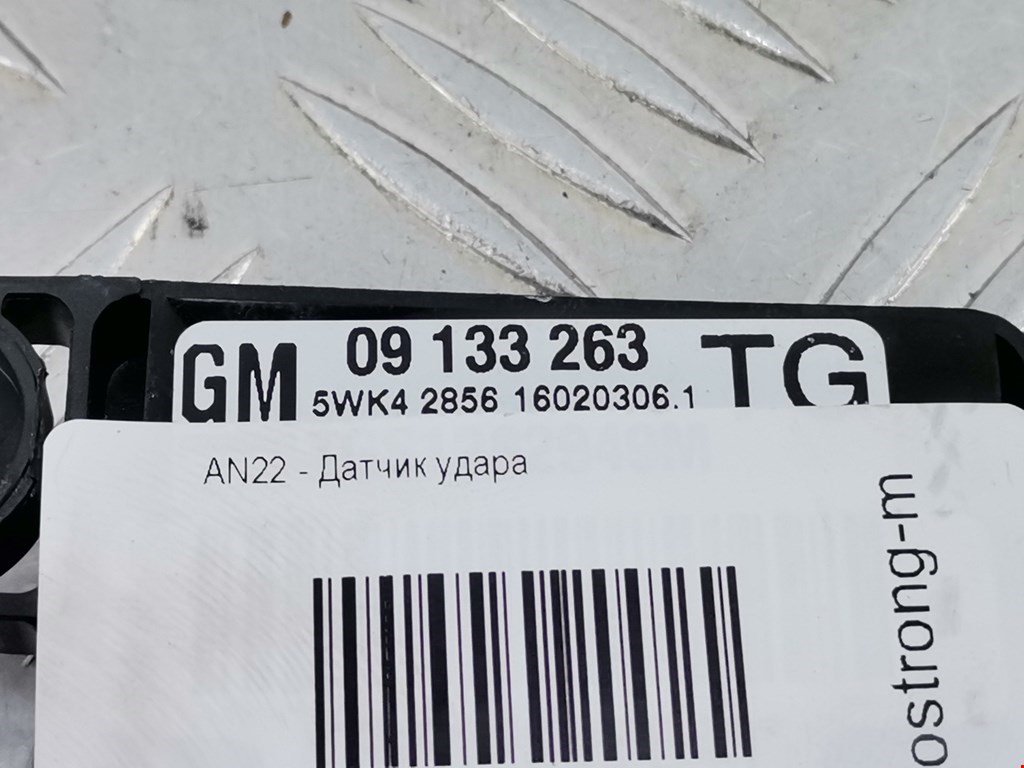 GM 09 133 263 TG
5WK4 2856 16020306.1
AN22 - Датчик удара
ostrong-m